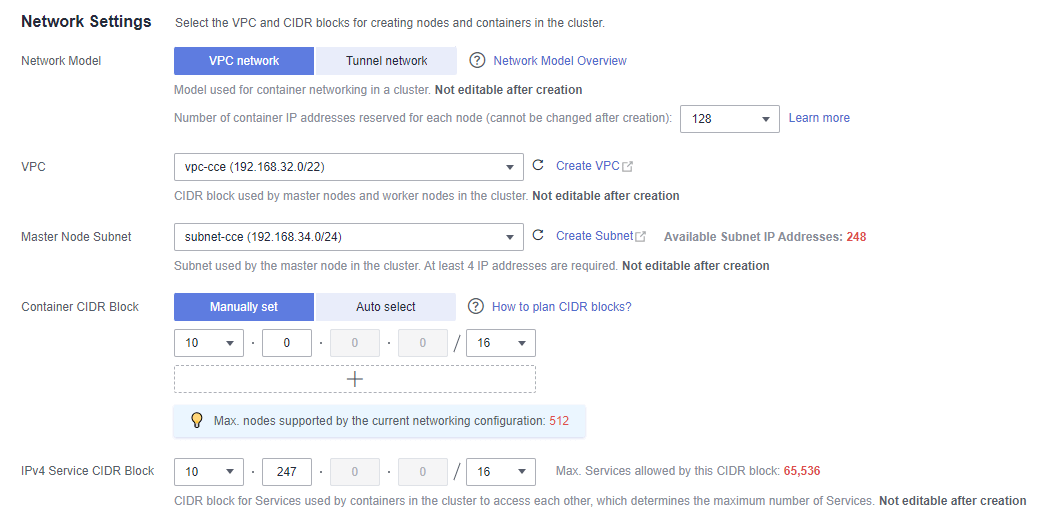 Network Settings Select the VPC and CIDR blocks for creating nodes and containers in the cluster.
Network Model VPC network Tunnel network ? Network Model Overview
Model used for container networking in a cluster. Not editable after creation
Number of container IP addresses reserved for each node (cannot be changed after creation): 128 Learn more
VPC vpc-cce (192.168.32.0/22) Create VPC
CIDR block used by master nodes and worker nodes in the cluster. Not editable after creation
Master Node Subnet subnet-cce (192.168.34.0/24) Create Subnet Available Subnet IP Addresses: 248
Subnet used by the master node in the cluster. At least 4 IP addresses are required. Not editable after creation
Container CIDR Block Manually set Auto select ? How to plan CIDR blocks?
10 · 0 · 0 · 0 / 16
+
Max. nodes supported by the current networking configuration: 512
IPv4 Service CIDR Block 10 · 247 · 0 · 0 / 16 Max. Services allowed by this CIDR block: 65,536
CIDR block for Services used by containers in the cluster to access each other, which determines the maximum number of Services. Not editable after creation